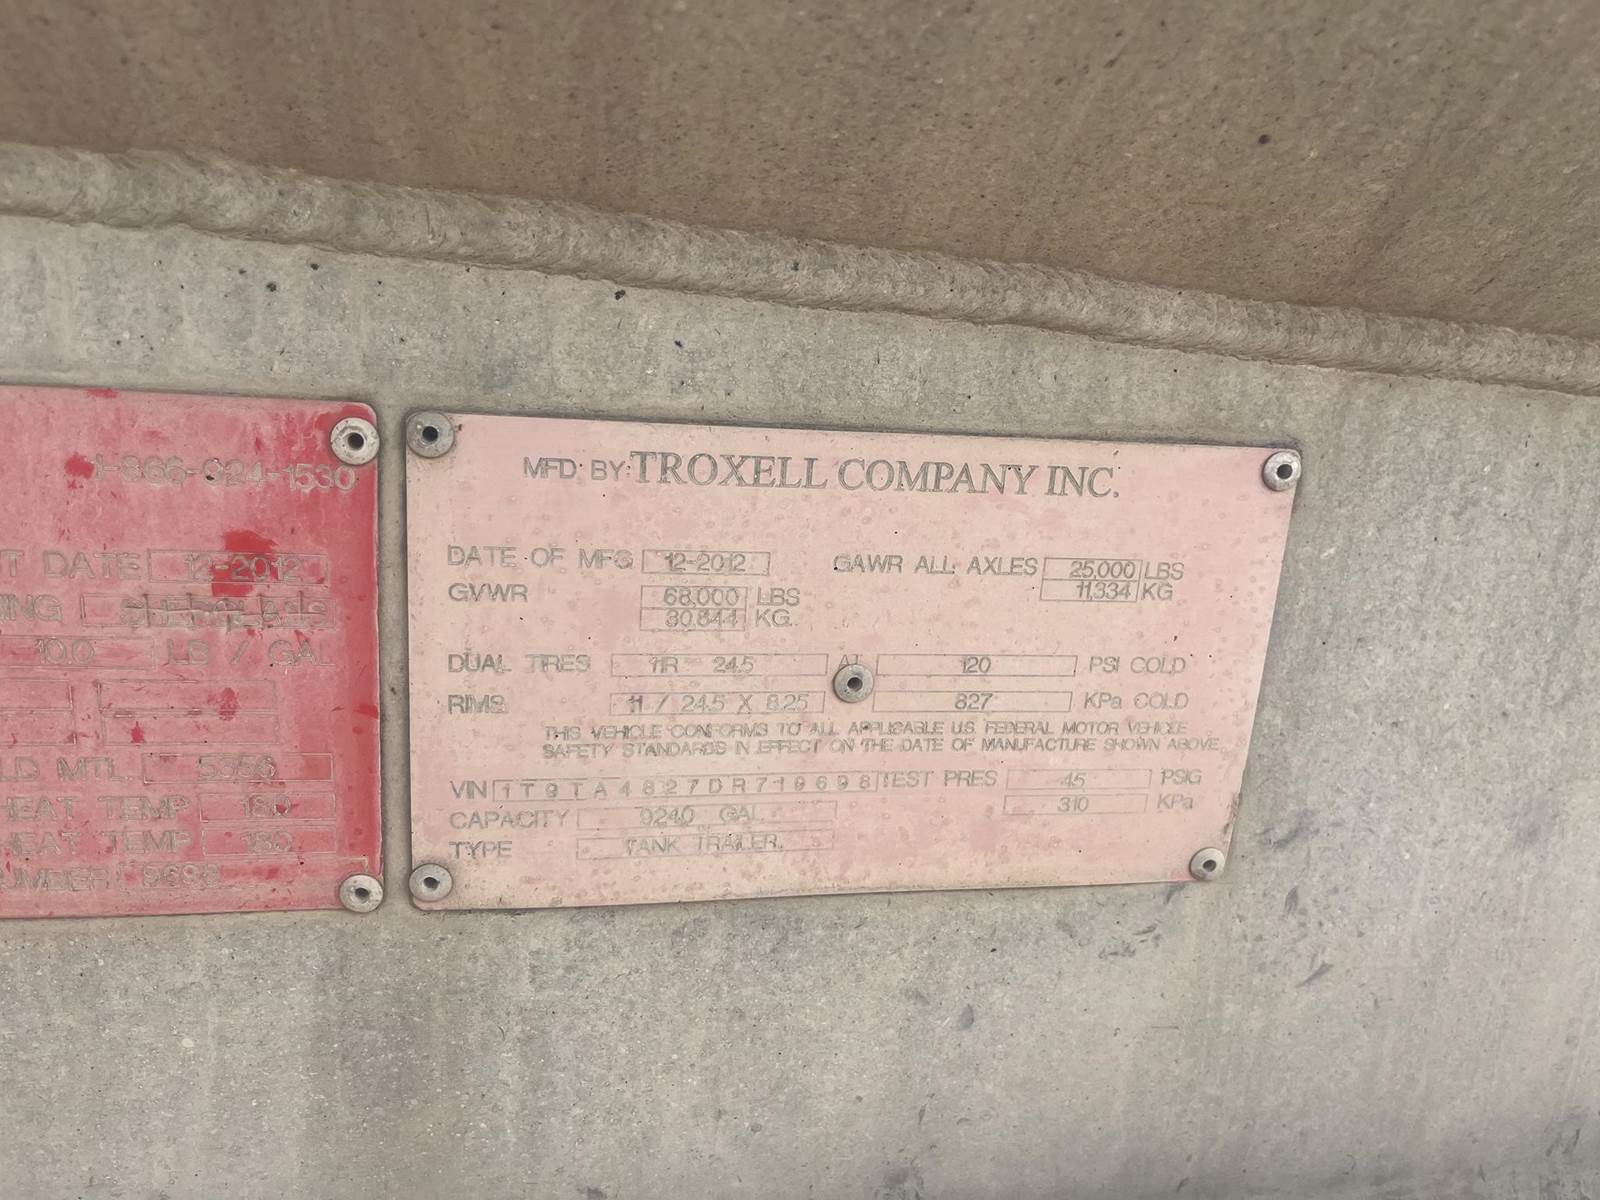 1-866-924-1530
T DATE 12-2012
ING
10.0 LB / GAL
LD MTL. 5356
HEAT TEMP 180
HEAT TEMP 180
UMBER 9698
MFD BY: TROXELL COMPANY INC.
DATE OF MFG 12-2012 GAWR ALL AXLES 25,000 LBS
11,334 KG
GVWR 68,000 LBS
30,844 KG.
DUAL TIRES 11R 24.5 AT 120 PSI COLD
RIMS 11 / 24.5 X 8.25 827 KPa COLD
THIS VEHICLE CONFORMS TO ALL APPLICABLE U.S. FEDERAL MOTOR VEHICLE
SAFETY STANDARDS IN EFFECT ON THE DATE OF MANUFACTURE SHOWN ABOVE
VIN 1T9TA4827DR719698 TEST PRES 45 PSIG
310 KPa
CAPACITY 9240 GAL
TYPE TANK TRAILER.